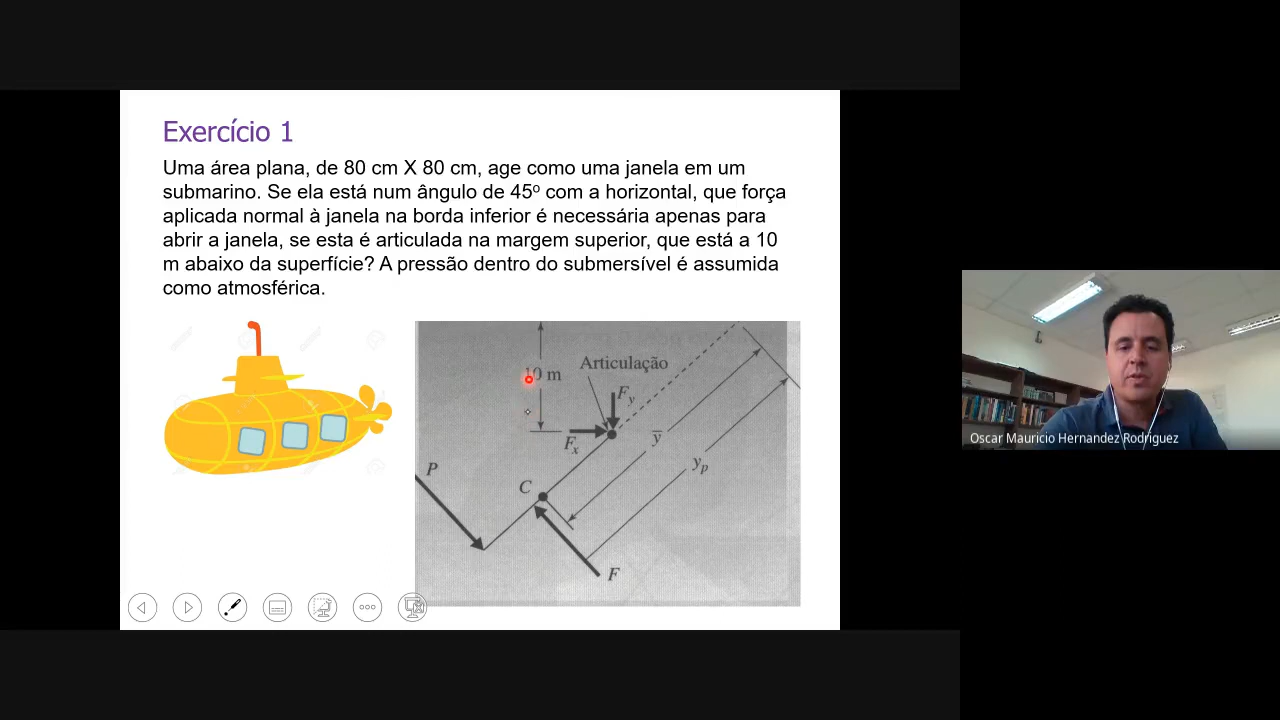 Exercício 1
Uma área plana, de 80 cm X 80 cm, age como uma janela em um
submarino. Se ela está num ângulo de 45º com a horizontal, que força
aplicada normal à janela na borda inferior é necessária apenas para
abrir a janela, se esta é articulada na margem superior, que está a 10
m abaixo da superfície? A pressão dentro do submersível é assumida
como atmosférica.
10 m
Articulação
Fy
Fx
y̅
yp
P
C
F
Oscar Mauricio Hernandez Rodriguez